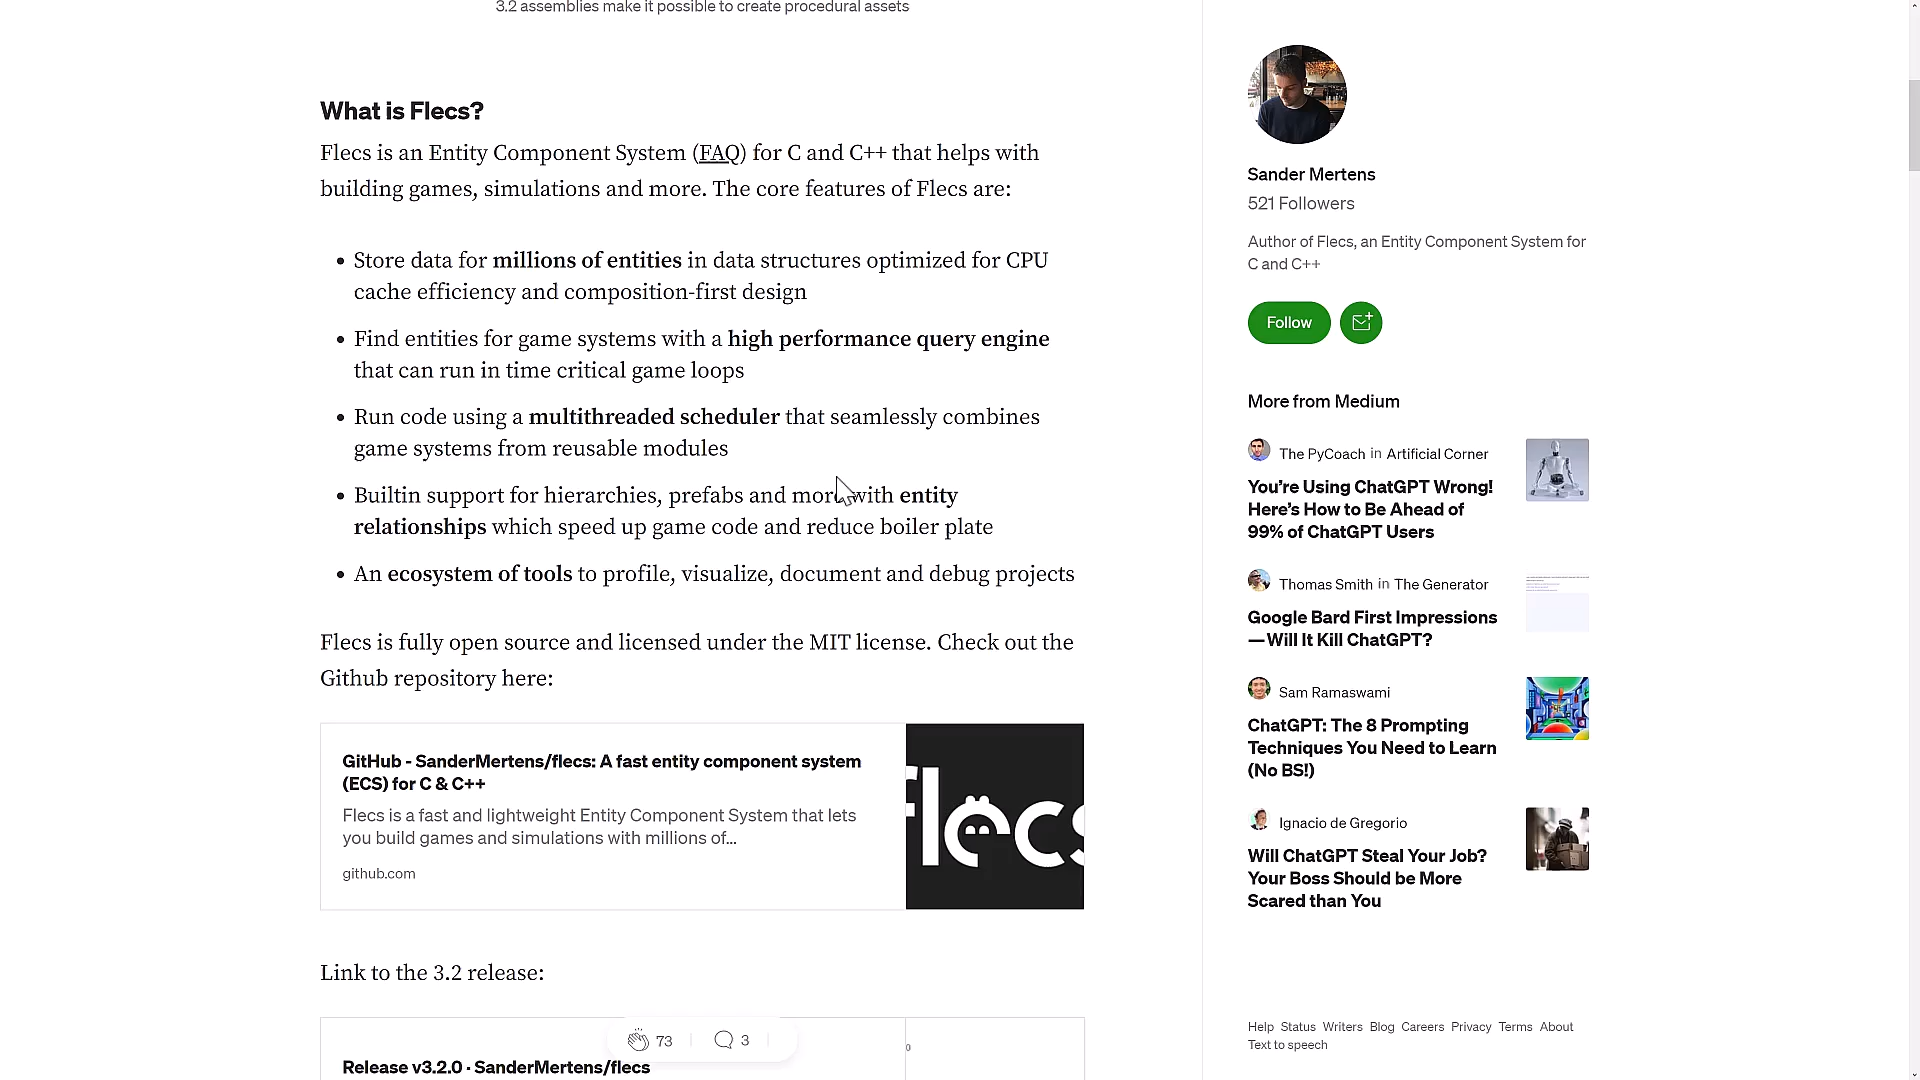 3.2 assemblies make it possible to create procedural assets
What is Flecs?
Flecs is an Entity Component System (FAQ) for C and C++ that helps with
building games, simulations and more. The core features of Flecs are:
• Store data for millions of entities in data structures optimized for CPU
cache efficiency and composition-first design
• Find entities for game systems with a high performance query engine
that can run in time critical game loops
• Run code using a multithreaded scheduler that seamlessly combines
game systems from reusable modules
• Builtin support for hierarchies, prefabs and more with entity
relationships which speed up game code and reduce boiler plate
• An ecosystem of tools to profile, visualize, document and debug projects
Flecs is fully open source and licensed under the MIT license. Check out the
Github repository here:
GitHub - SanderMertens/flecs: A fast entity component system
(ECS) for C & C++
Flecs is a fast and lightweight Entity Component System that lets
you build games and simulations with millions of...
github.com
flecs
Link to the 3.2 release:
73
3
Release v3.2.0 · SanderMertens/flecs
Sander Mertens
521 Followers
Author of Flecs, an Entity Component System for
C and C++
Follow
More from Medium
The PyCoach in Artificial Corner
You’re Using ChatGPT Wrong!
Here’s How to Be Ahead of
99% of ChatGPT Users
Thomas Smith in The Generator
Google Bard First Impressions
—Will It Kill ChatGPT?
Sam Ramaswami
ChatGPT: The 8 Prompting
Techniques You Need to Learn
(No BS!)
Ignacio de Gregorio
Will ChatGPT Steal Your Job?
Your Boss Should be More
Scared than You
Help Status Writers Blog Careers Privacy Terms About
Text to speech